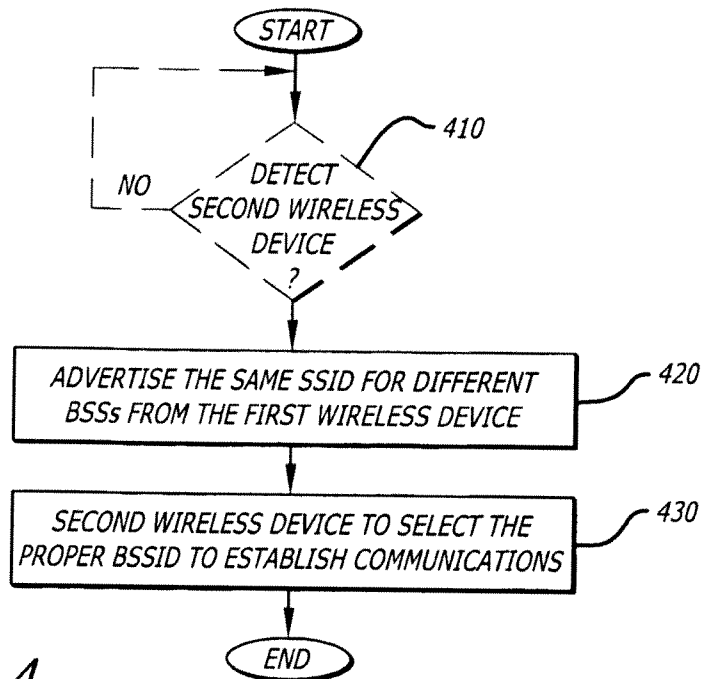 START
410
NO
DETECT
SECOND WIRELESS
DEVICE
?
ADVERTISE THE SAME SSID FOR DIFFERENT
BSSs FROM THE FIRST WIRELESS DEVICE
420
SECOND WIRELESS DEVICE TO SELECT THE
PROPER BSSID TO ESTABLISH COMMUNICATIONS
430
END